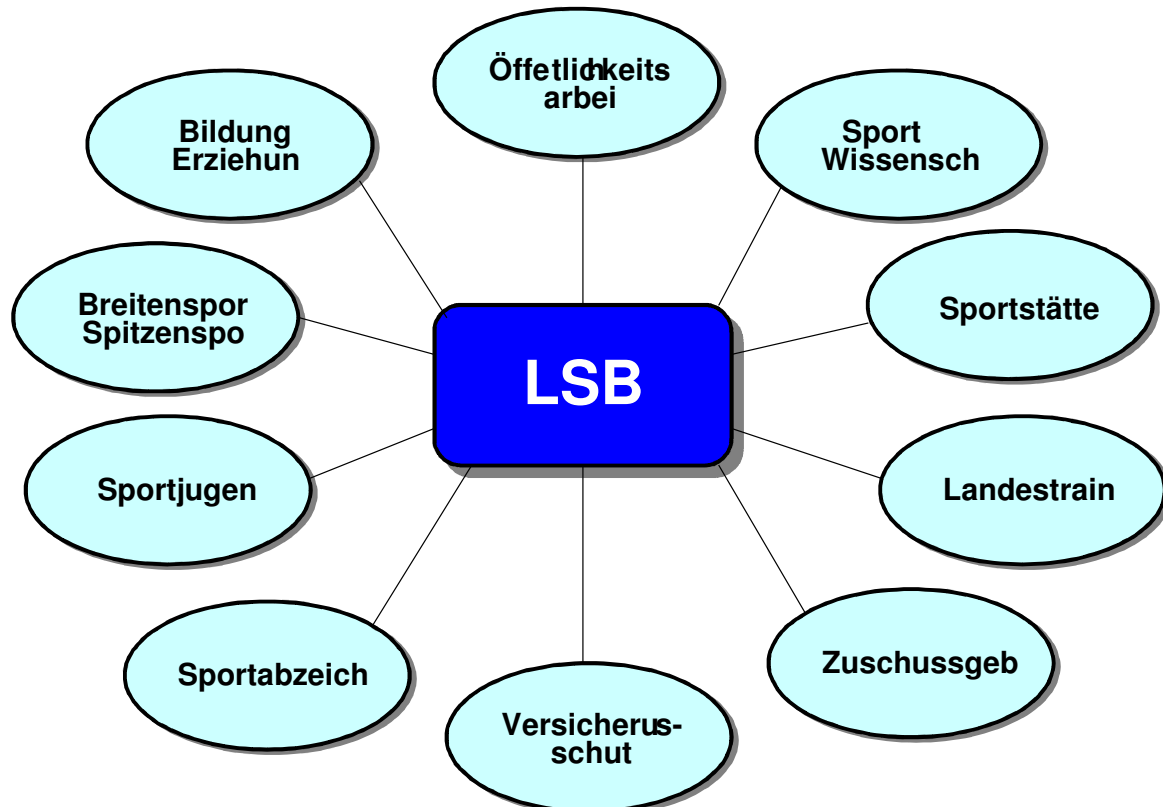 Öffetlichkeits
arbei
Bildung
Erziehun
Sport
Wissensch
Breitenspor
Spitzenspo
Sportstätte
LSB
Sportjugen
Landestrain
Sportabzeich
Zuschussgeb
Versicherus-
schut